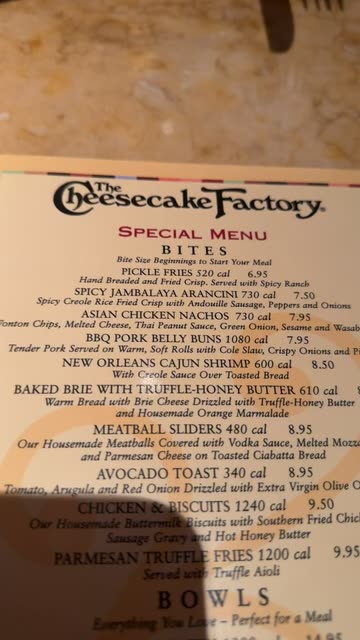 The
Cheesecake Factory®
SPECIAL MENU
BITES
Bite Size Beginnings to Start Your Meal
PICKLE FRIES 520 cal 6.95
Hand Breaded and Fried Crisp. Served with Spicy Ranch
SPICY JAMBALAYA ARANCINI 730 cal 7.50
Spicy Creole Rice Fried Crisp with Andouille Sausage, Peppers and Onions
ASIAN CHICKEN NACHOS 730 cal 7.95
Wonton Chips, Melted Cheese, Thai Peanut Sauce, Green Onion, Sesame and
BBQ PORK BELLY BUNS 1080 cal 7.95
Tender Pork Served on Warm, Soft Rolls with Cole Slaw, Crispy Onions and
NEW ORLEANS CAJUN SHRIMP 600 cal 8.50
With Creole Sauce Over Toasted Bread
BAKED BRIE WITH TRUFFLE-HONEY BUTTER 610 cal
Warm Bread with Brie Cheese Drizzled with Truffle-Honey Butter
and Housemade Orange Marmalade
MEATBALL SLIDERS 480 cal 8.95
Our Housemade Meatballs Covered with Vodka Sauce, Melted
and Parmesan Cheese on Toasted Ciabatta Bread
AVOCADO TOAST 340 cal 8.95
Tomato, Arugula and Red Onion Drizzled with Extra Virgin Olive
CHICKEN & BISCUITS 1240 cal 9.50
Our Housemade Buttermilk Biscuits with Southern Fried
Sausage Gravy and Hot Honey Butter
PARMESAN TRUFFLE FRIES 1200 cal 9.95
Served with Truffle Aioli
BOWLS
Everything You Love – Perfect for a Meal
14.95